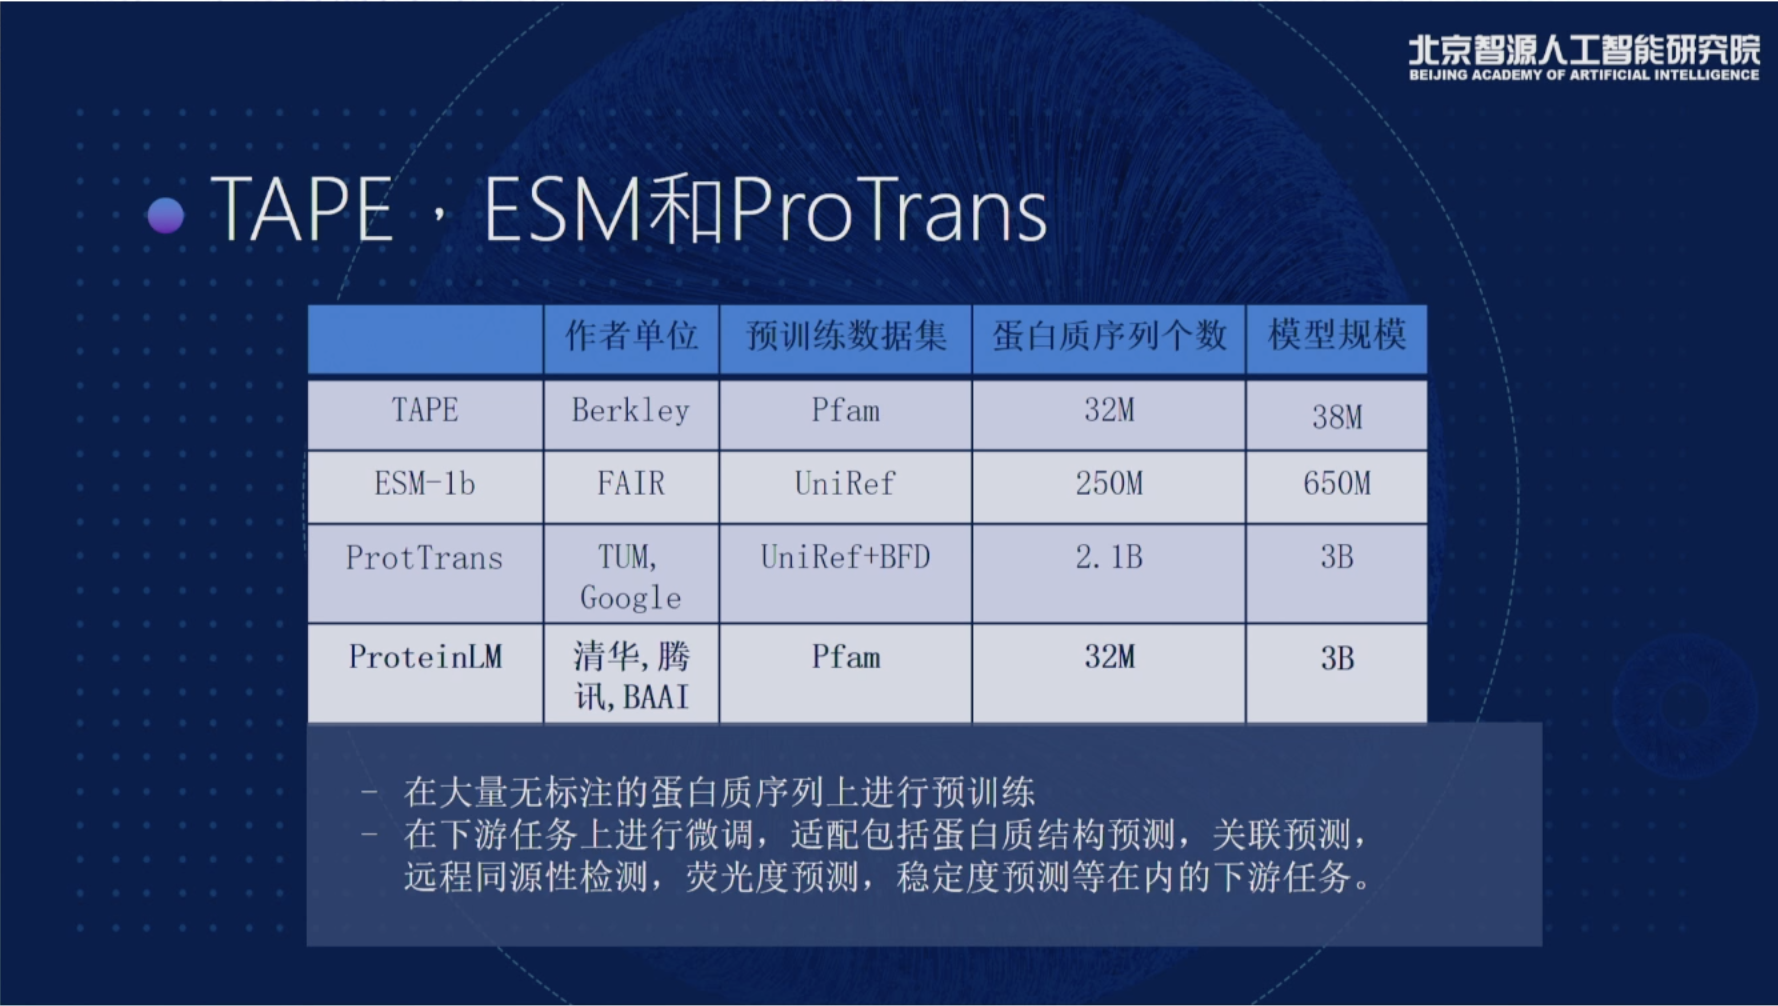 北京智源人工智能研究院
BEIJING ACADEMY OF ARTIFICIAL INTELLIGENCE
TAPE，ESM和ProTrans
作者单位 预训练数据集 蛋白质序列个数 模型规模
TAPE Berkley Pfam 32M 38M
ESM-1b FAIR UniRef 250M 650M
ProtTrans TUM, UniRef+BFD 2.1B 3B
Google
ProteinLM 清华,腾 Pfam 32M 3B
讯,BAAI
- 在大量无标注的蛋白质序列上进行预训练
- 在下游任务上进行微调，适配包括蛋白质结构预测，关联预测，
远程同源性检测，荧光度预测，稳定度预测等在内的下游任务。